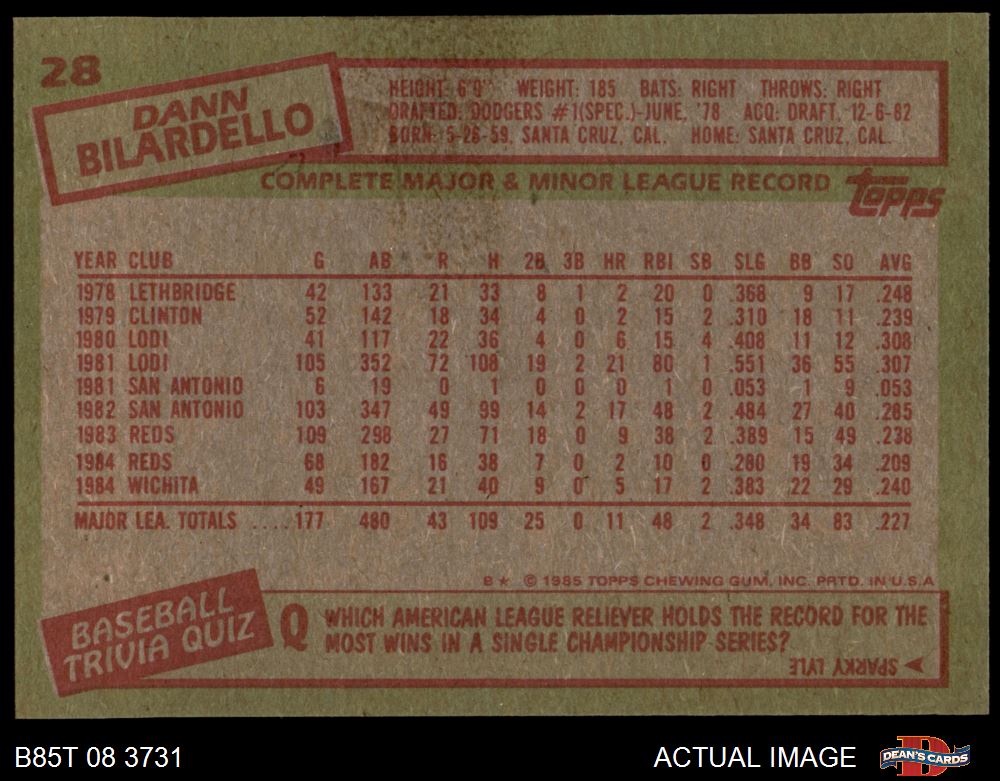 28
DANN
BILARDELLO
HEIGHT: 6'0" WEIGHT: 185 BATS: RIGHT THROWS: RIGHT
DRAFTED: DODGERS #1(SPEC.)-JUNE, '78 ACQ: DRAFT, 12-6-82
BORN: 5-26-59, SANTA CRUZ, CAL. HOME: SANTA CRUZ, CAL.
COMPLETE MAJOR & MINOR LEAGUE RECORD topps
YEAR CLUB G AB R H 2B 3B HR RBI SB SLG BB SO AVG
1978 LETHBRIDGE 42 133 21 33 8 1 2 20 0 .368 9 17 .248
1979 CLINTON 52 142 18 34 4 0 2 15 2 .310 18 11 .239
1980 LODI 41 117 22 36 4 0 6 15 4 .408 11 12 .308
1981 LODI 105 352 72 108 19 2 21 80 1 .551 36 55 .307
1981 SAN ANTONIO 6 19 0 1 0 0 0 1 0 .053 1 9 .053
1982 SAN ANTONIO 103 347 49 99 14 2 17 48 2 .484 27 40 .285
1983 REDS 109 298 27 71 18 0 9 38 2 .389 15 49 .238
1984 REDS 68 182 16 38 7 0 2 10 0 .280 19 34 .209
1984 WICHITA 49 167 21 40 9 0 5 17 2 .383 22 29 .240
MAJOR LEA. TOTALS ....177 480 43 109 25 0 11 48 2 .348 34 83 .227
B* © 1985 TOPPS CHEWING GUM, INC. PRTD. IN U.S.A
BASEBALL
TRIVIA QUIZ
Q WHICH AMERICAN LEAGUE RELIEVER HOLDS THE RECORD FOR THE
MOST WINS IN A SINGLE CHAMPIONSHIP SERIES?
SPARKY LYLE
B85T 08 3731 ACTUAL IMAGE DEAN'S CARDS